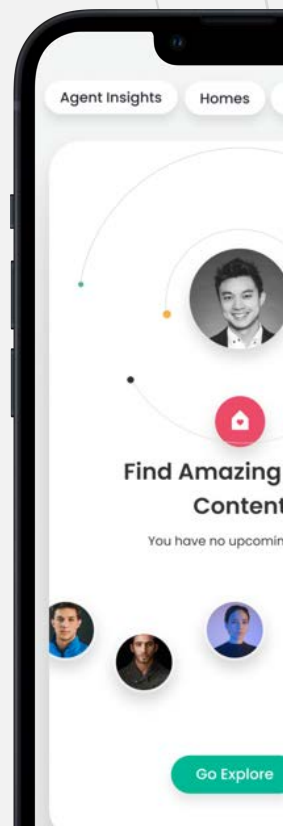 Agent Insights
Homes
Find Amazing
Content
You have no upcomin
Go Explore